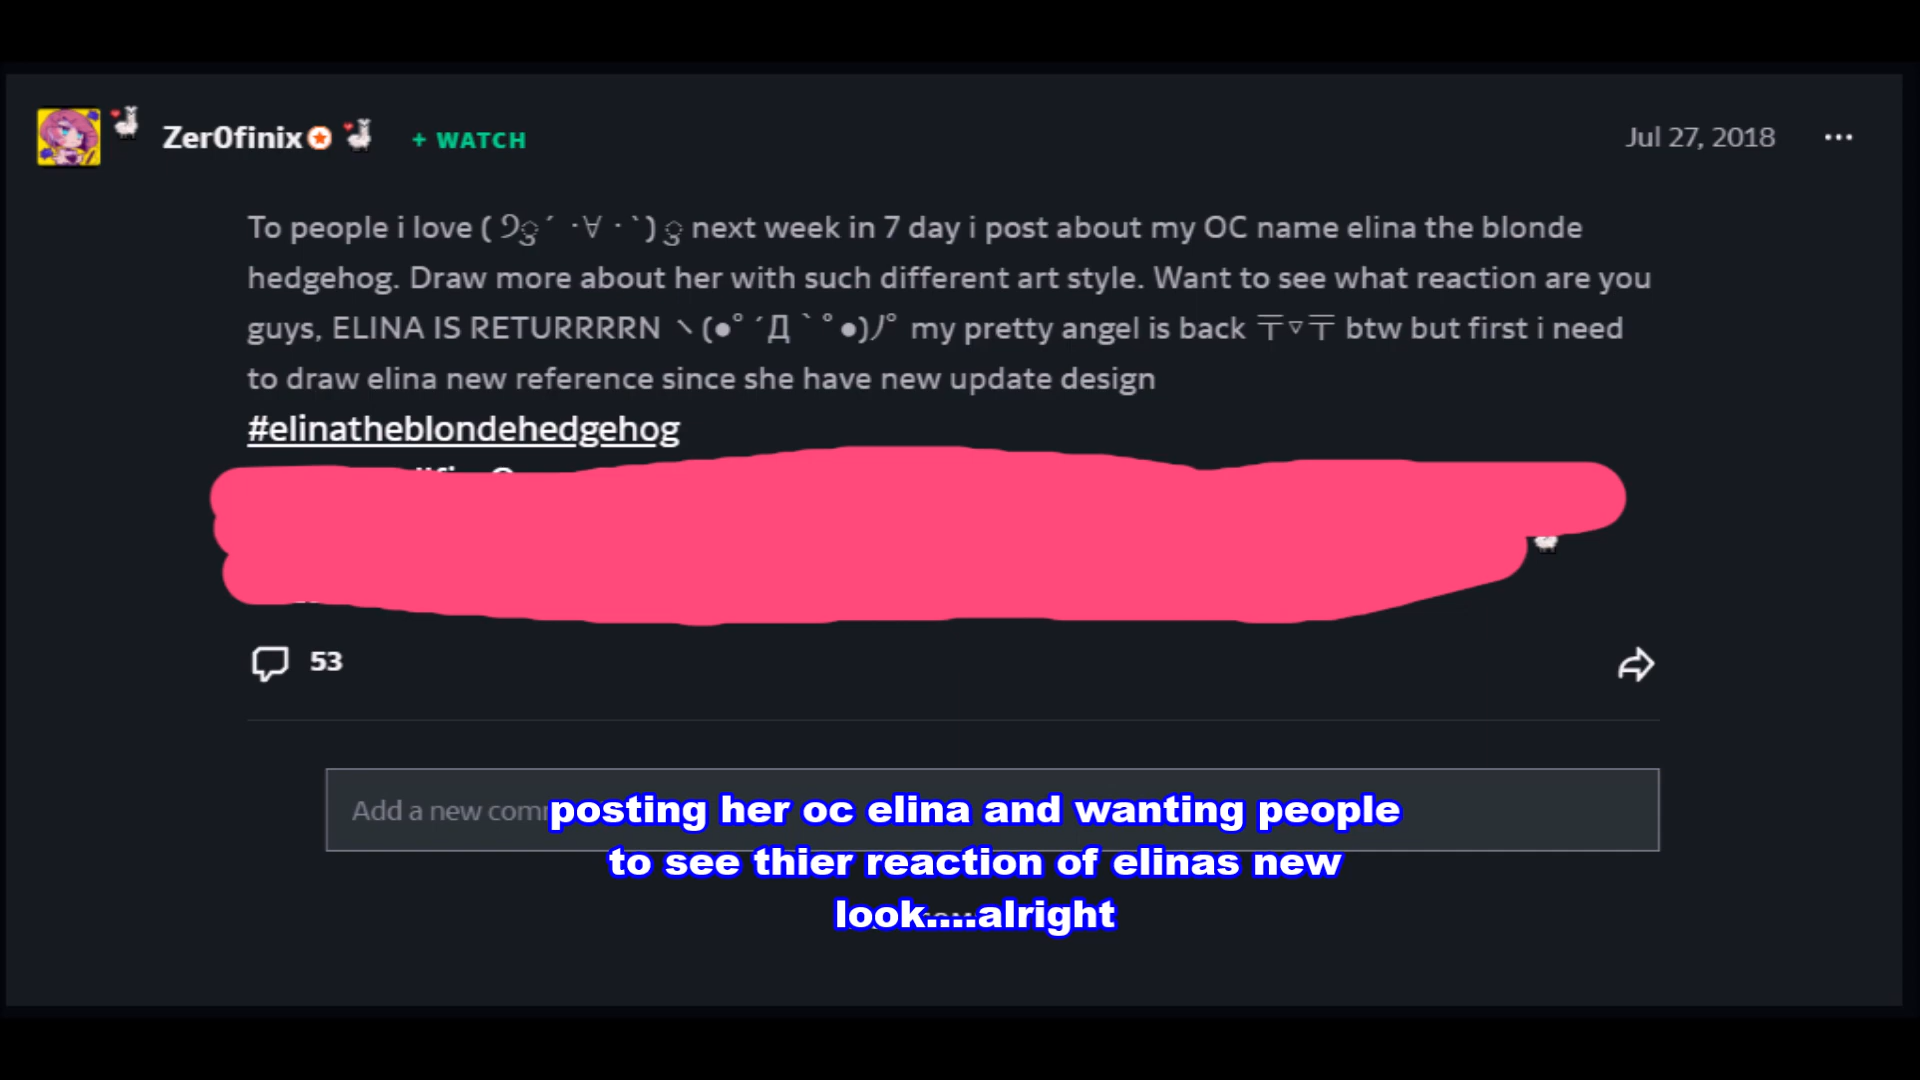 Zer0finix
+ WATCH
Jul 27, 2018
To people i love ( Ꮽৢ´ ･∀･`) ৢ next week in 7 day i post about my OC name elina the blonde
hedgehog. Draw more about her with such different art style. Want to see what reaction are you
guys, ELINA IS RETURRRRN ヽ(●ﾟ´Д｀ﾟ●)ﾉﾟ my pretty angel is back 〒▽〒 btw but first i need
to draw elina new reference since she have new update design
#elinatheblondehedgehog
53
Add a new comm
posting her oc elina and wanting people
to see thier reaction of elinas new
look....alright